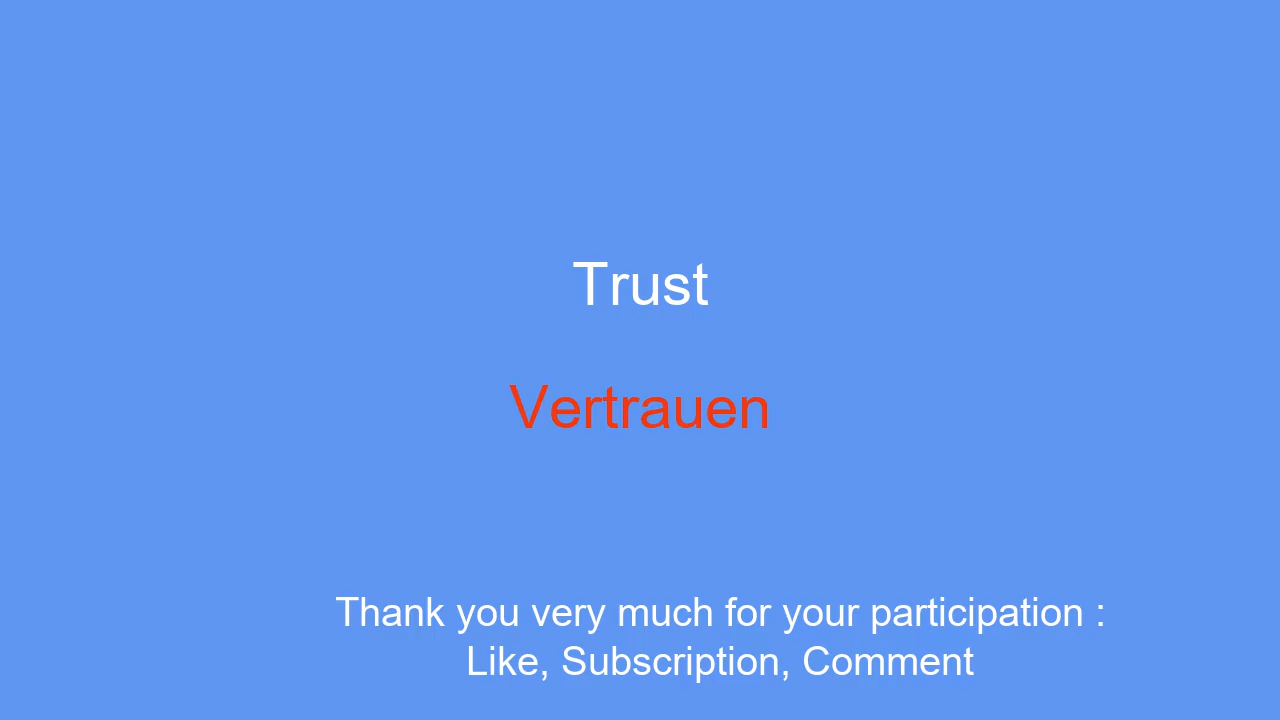 Trust
Vertrauen
Thank you very much for your participation :
Like, Subscription, Comment